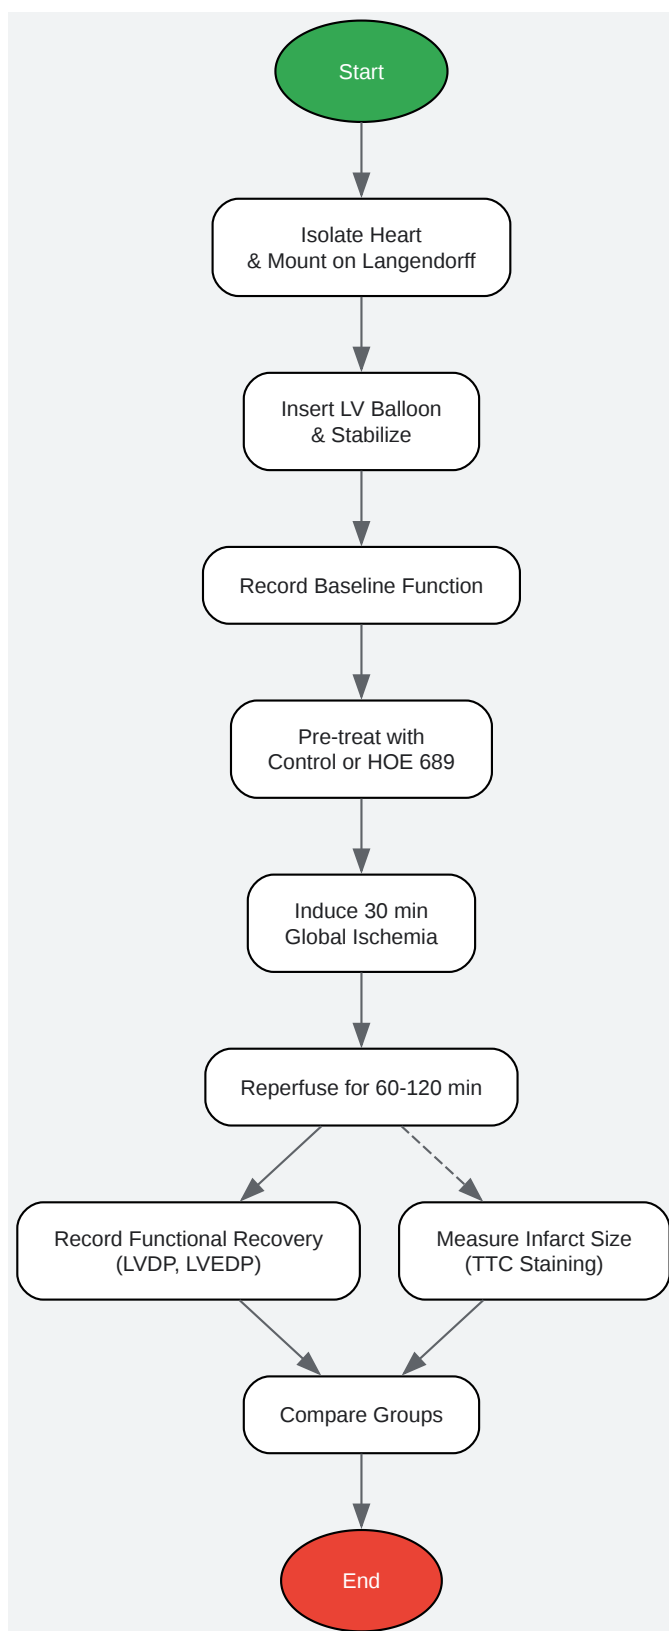 Start
Isolate Heart
& Mount on Langendorff
Insert LV Balloon
& Stabilize
Record Baseline Function
Pre-treat with
Control or HOE 689
Induce 30 min
Global Ischemia
Reperfuse for 60-120 min
Record Functional Recovery
(LVDP, LVEDP)
Measure Infarct Size
(TTC Staining)
Compare Groups
End